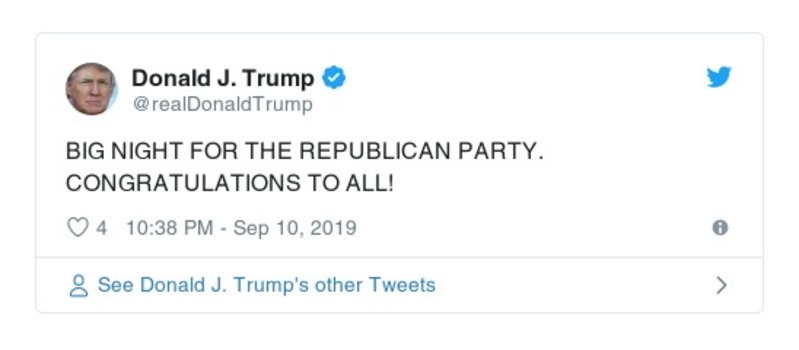 Donald J. Trump
@realDonaldTrump
BIG NIGHT FOR THE REPUBLICAN PARTY.
CONGRATULATIONS TO ALL!
4 10:38 PM - Sep 10, 2019
See Donald J. Trump's other Tweets